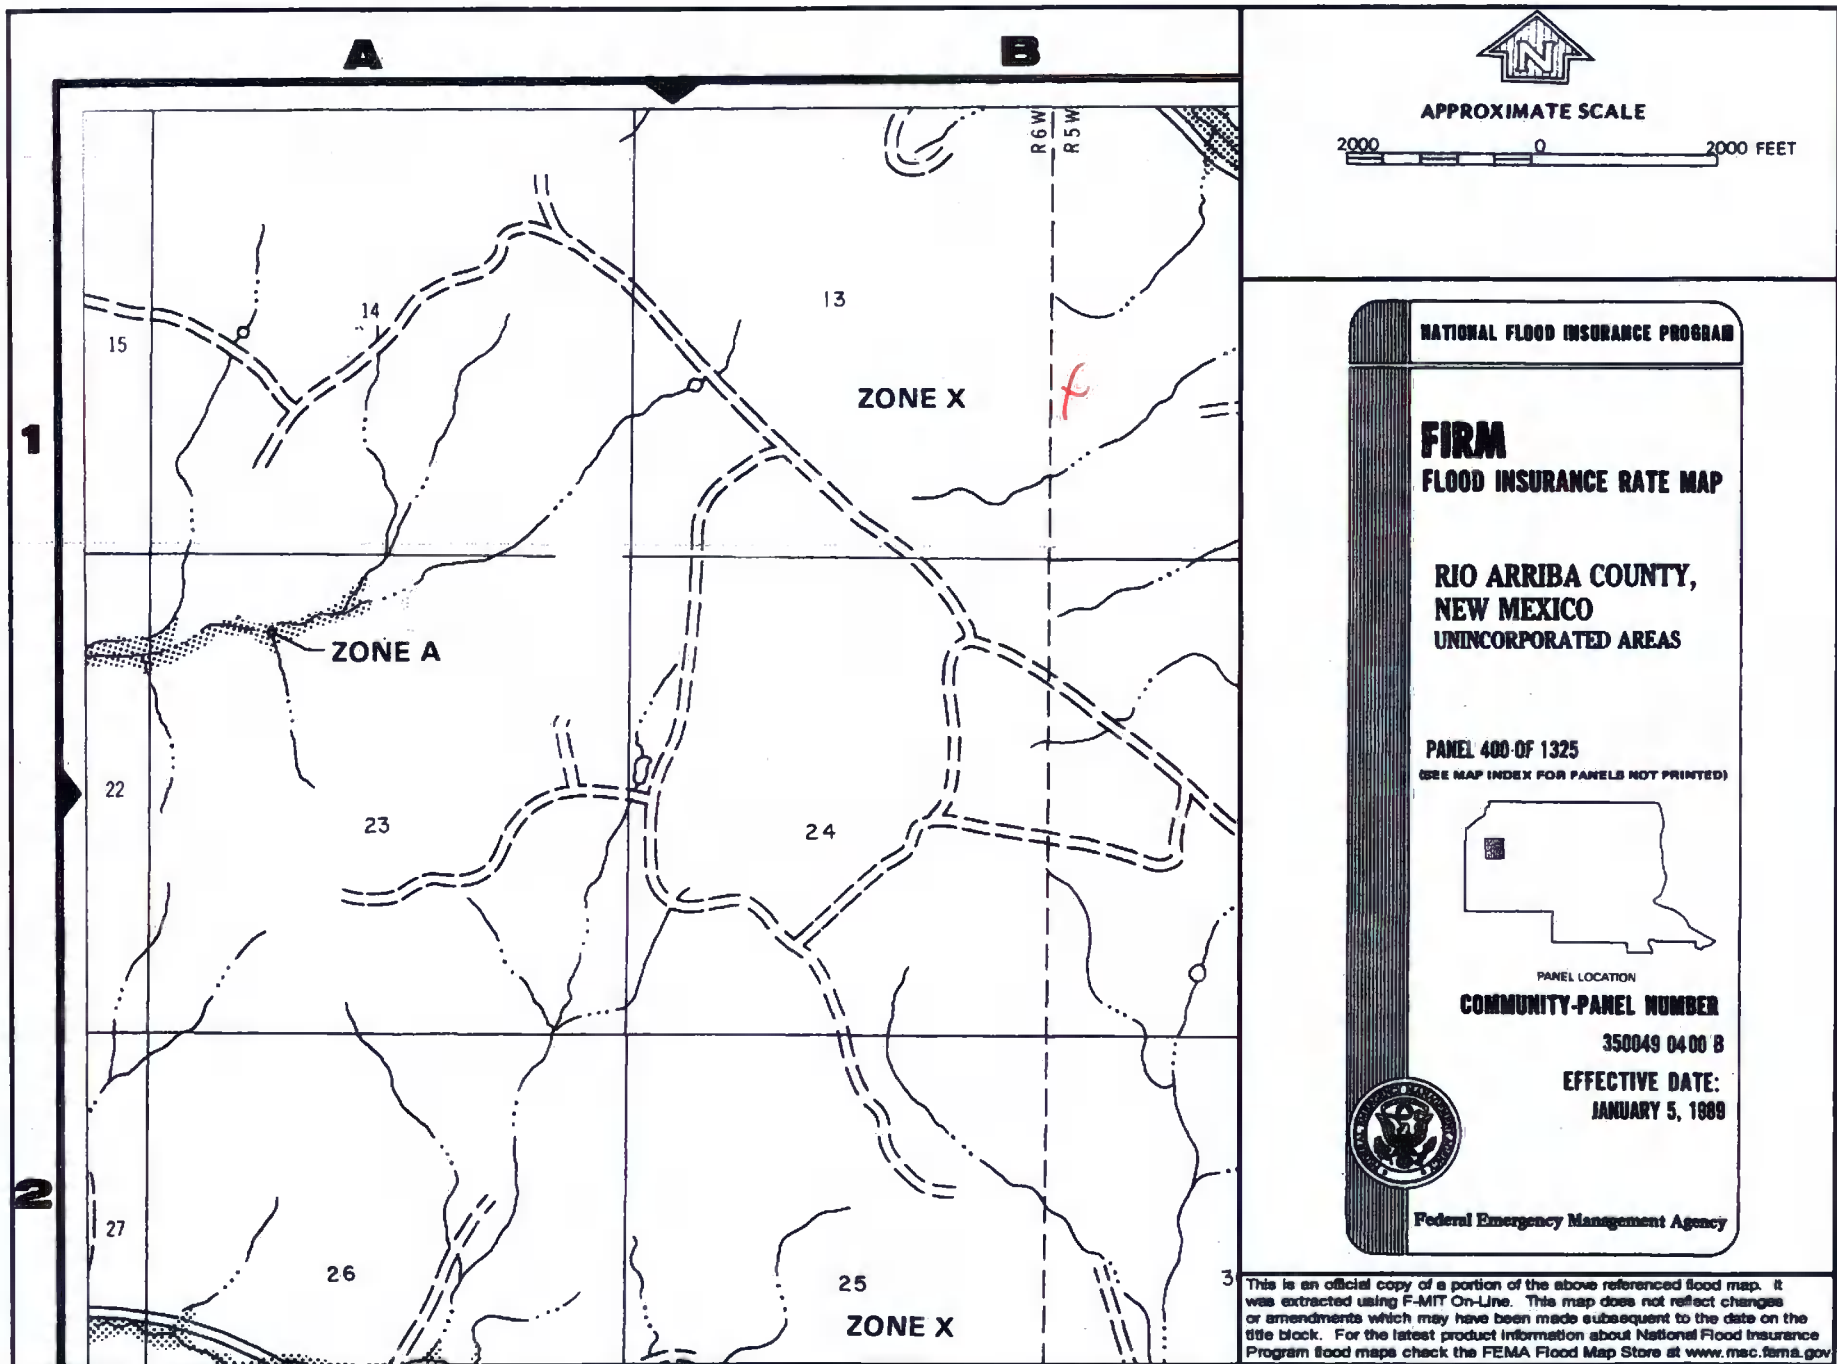 A
B
1
2
R6W
R5W
13
14
15
ZONE X
ZONE A
22
23
24
27
26
25
ZONE X
N
APPROXIMATE SCALE
2000 0 2000 FEET
NATIONAL FLOOD INSURANCE PROGRAM
FIRM
FLOOD INSURANCE RATE MAP
RIO ARRIBA COUNTY,
NEW MEXICO
UNINCORPORATED AREAS
PANEL 400 OF 1325
(SEE MAP INDEX FOR PANELS NOT PRINTED)
PANEL LOCATION
COMMUNITY-PANEL NUMBER
350049 0400 B
EFFECTIVE DATE:
JANUARY 5, 1989
Federal Emergency Management Agency
This is an official copy of a portion of the above referenced flood map. It
was extracted using F-MIT On-Line. This map does not reflect changes
or amendments which may have been made subsequent to the date on the
title block. For the latest product information about National Flood Insurance
Program flood maps check the FEMA Flood Map Store at www.msc.fema.gov